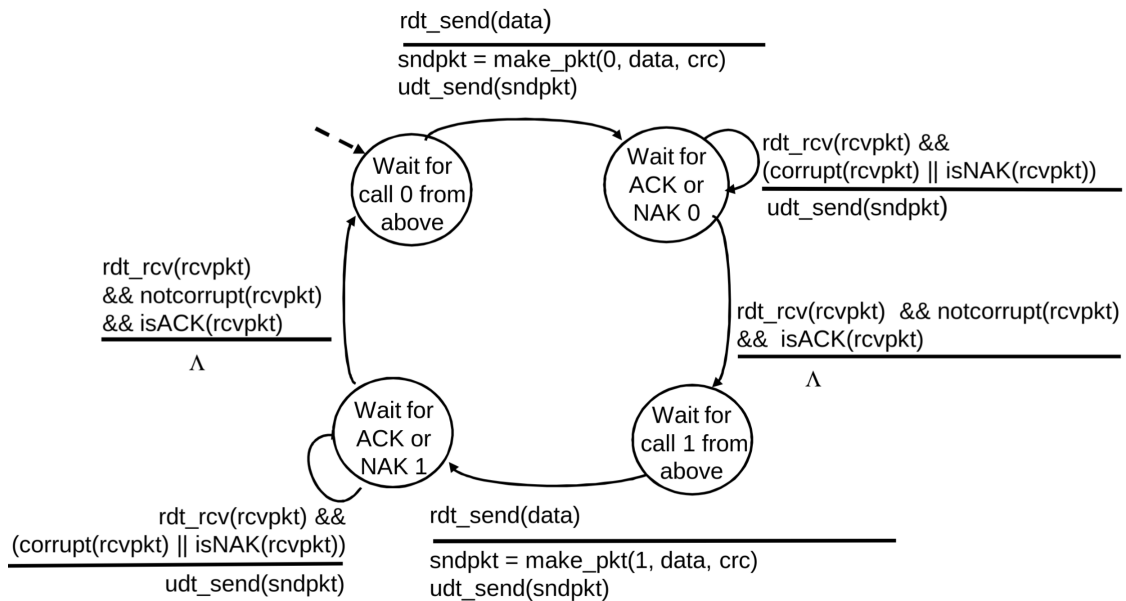 rdt_send(data)
sndpkt = make_pkt(0, data, crc)
udt_send(sndpkt)
Wait for
call 0 from
above
Wait for
ACK or
NAK 0
rdt_rcv(rcvpkt) &&
(corrupt(rcvpkt) || isNAK(rcvpkt))
udt_send(sndpkt)
rdt_rcv(rcvpkt)
&& notcorrupt(rcvpkt)
&& isACK(rcvpkt)
Λ
rdt_rcv(rcvpkt) && notcorrupt(rcvpkt)
&& isACK(rcvpkt)
Λ
Wait for
ACK or
NAK 1
Wait for
call 1 from
above
rdt_rcv(rcvpkt) &&
(corrupt(rcvpkt) || isNAK(rcvpkt))
udt_send(sndpkt)
rdt_send(data)
sndpkt = make_pkt(1, data, crc)
udt_send(sndpkt)